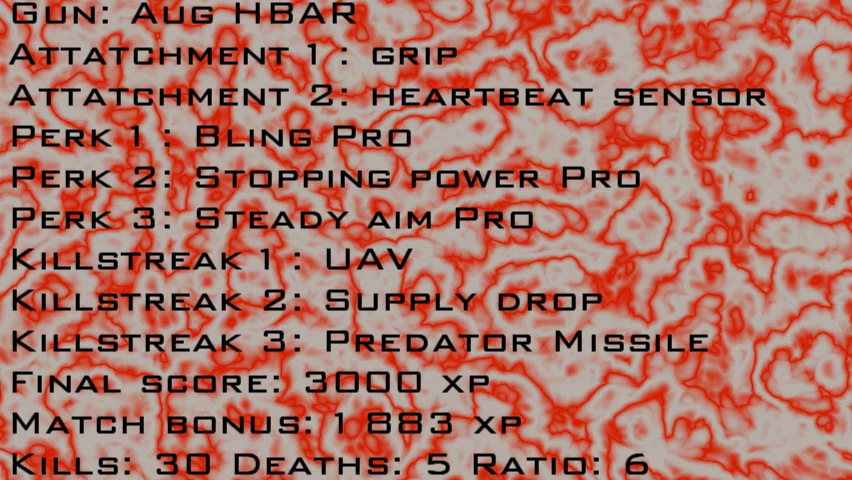 Gun: Aug HBAR
Attatchment 1 : grip
Attatchment 2: heartbeat sensor
Perk 1 : Bling Pro
Perk 2: Stopping power Pro
Perk 3: Steady aim Pro
Killstreak 1 : UAV
Killstreak 2: Supply drop
Killstreak 3: Predator Missile
Final score: 3000 xp
Match bonus: 1 883 xp
Kills: 30 Deaths: 5 Ratio: 6